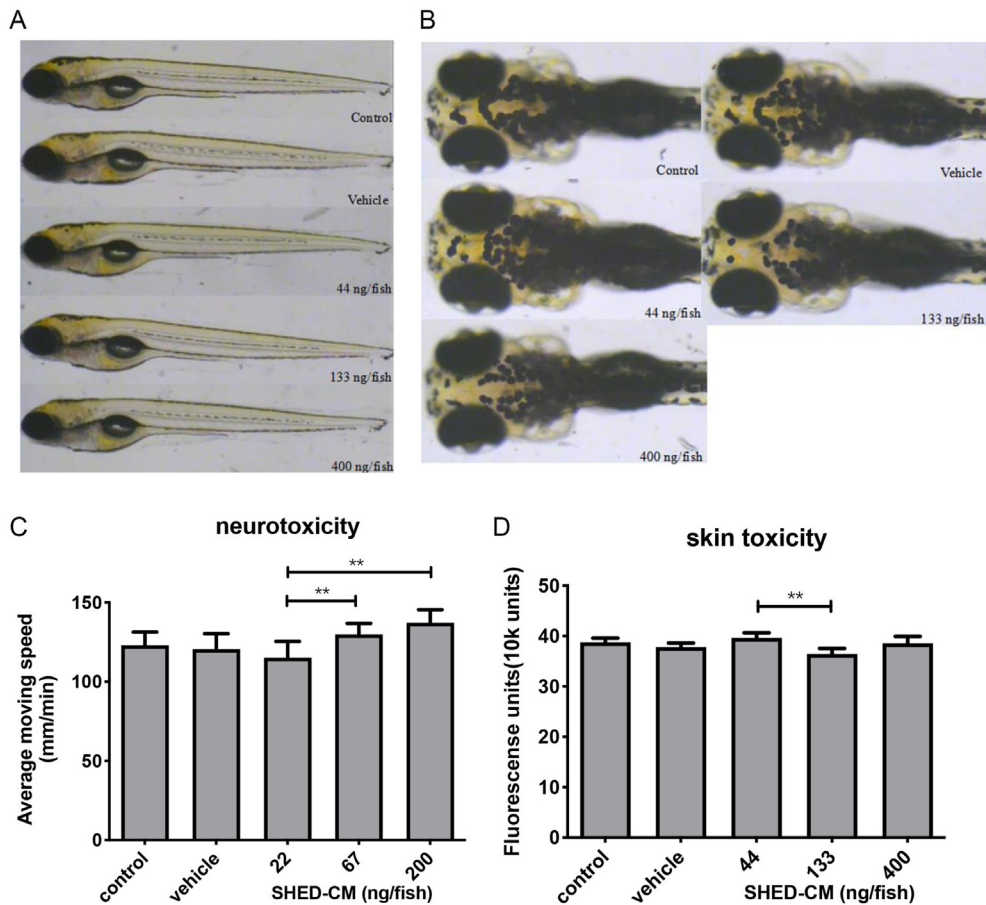 A
Control
Vehicle
44 ng/fish
133 ng/fish
400 ng/fish
B
Control
Vehicle
44 ng/fish
133 ng/fish
400 ng/fish
C
neurotoxicity
**
**
Average moving speed
(mm/min)
150
100
50
0
control
vehicle
22
67
200
SHED-CM (ng/fish)
D
skin toxicity
**
Fluorescense units(10k units)
50
40
30
20
10
0
control
vehicle
44
133
400
SHED-CM (ng/fish)